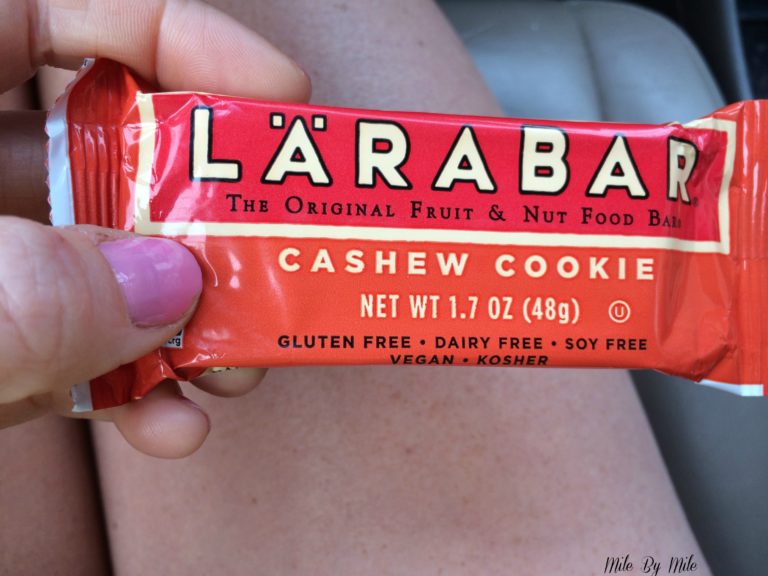 LÄRABAR®
THE ORIGINAL FRUIT & NUT FOOD BAR
CASHEW COOKIE
NET WT 1.7 OZ (48g) U
GLUTEN FREE • DAIRY FREE • SOY FREE
VEGAN • KOSHER
Mile By Mile